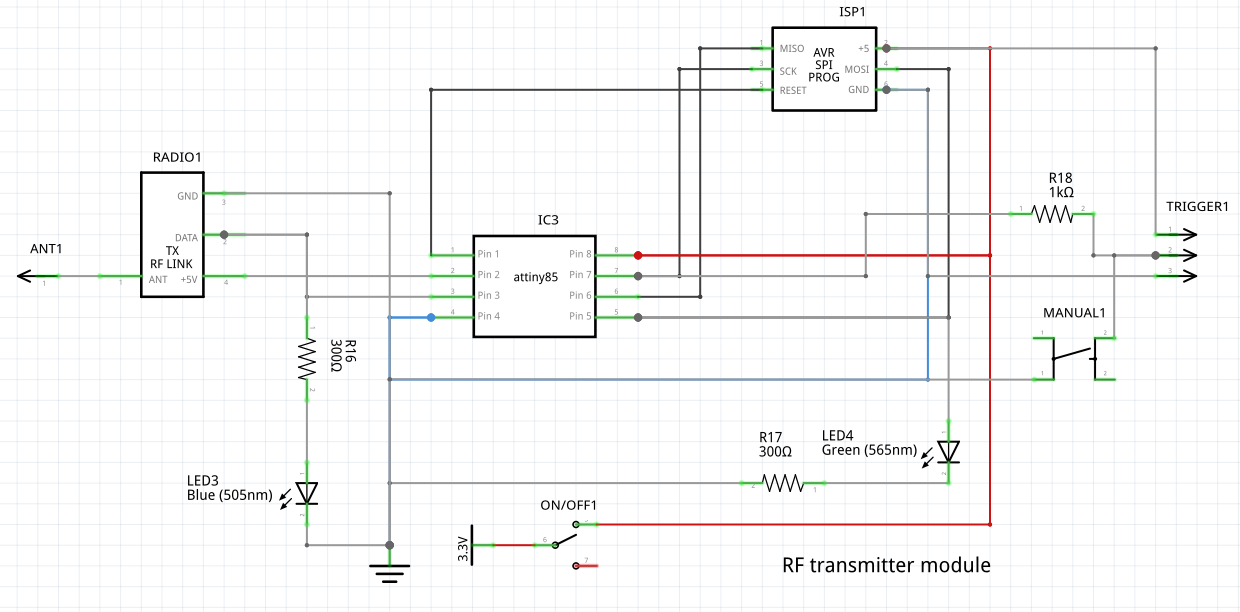 ISP1
1 MISO +5
3 SCK AVR SPI PROG MOSI 4
5 RESET GND
RADIO1
GND
3
DATA
TX
RF LINK
1 ANT +5V 4
ANT1
1
IC3
1 Pin 1 Pin 8 8
2 Pin 2 attiny85 Pin 7 7
3 Pin 3 Pin 6 6
4 Pin 4 Pin 5 5
R18
1kΩ
1 2
TRIGGER1
1
2
3
MANUAL1
1 2
1 2
1
R16
300Ω
2
LED3
Blue (505nm)
1
2
R17
300Ω
2 1
LED4
Green (565nm)
1
2
ON/OFF1
3.3V
6
7
RF transmitter module